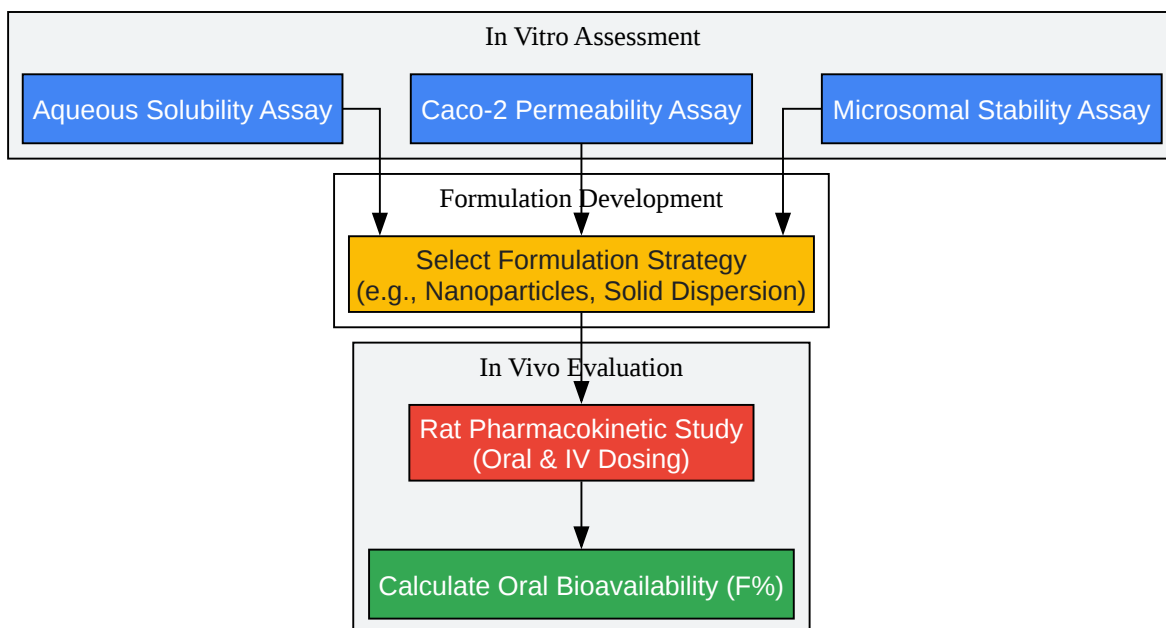 In Vitro Assessment
Aqueous Solubility Assay
Caco-2 Permeability Assay
Microsomal Stability Assay
Formulation Development
Select Formulation Strategy
(e.g., Nanoparticles, Solid Dispersion)
In Vivo Evaluation
Rat Pharmacokinetic Study
(Oral & IV Dosing)
Calculate Oral Bioavailability (F%)